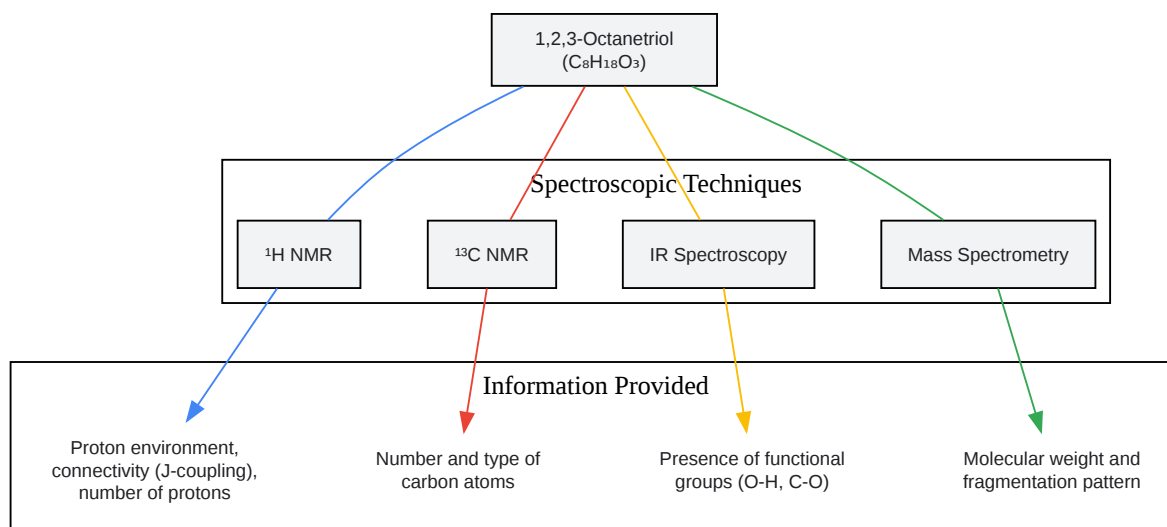 1,2,3-Octanetriol
(C₈H₁₈O₃)
Spectroscopic Techniques
¹H NMR
¹³C NMR
IR Spectroscopy
Mass Spectrometry
Information Provided
Proton environment,
connectivity (J-coupling),
number of protons
Number and type of
carbon atoms
Presence of functional
groups (O-H, C-O)
Molecular weight and
fragmentation pattern